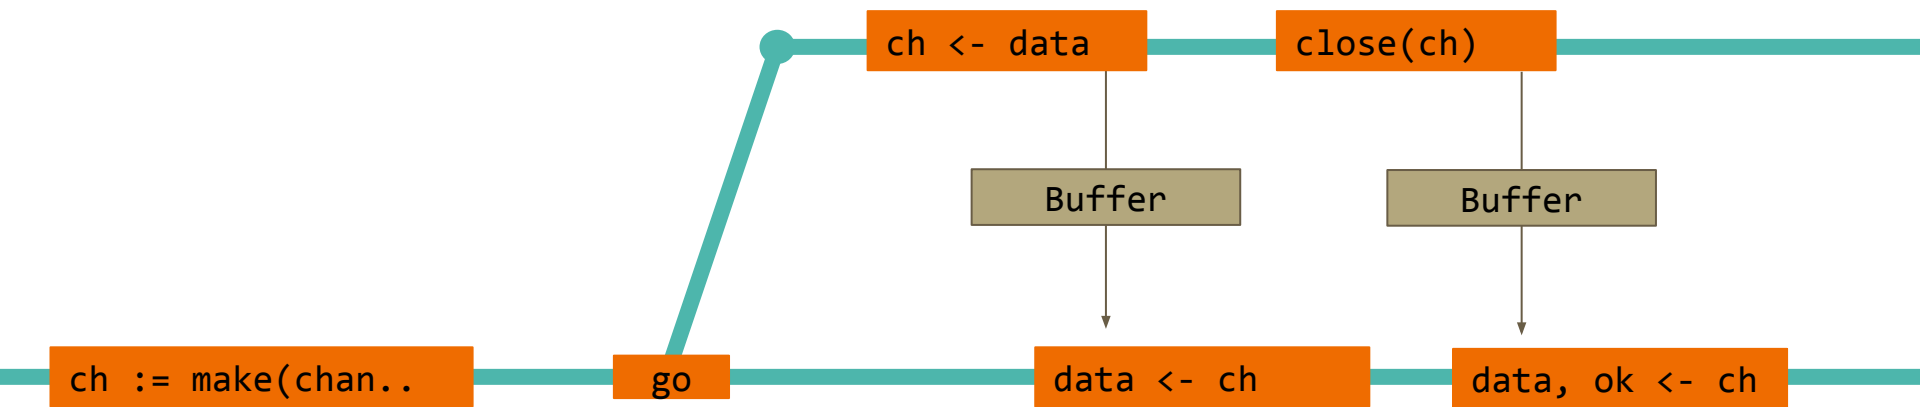 ch <- data
close(ch)
Buffer
Buffer
ch := make(chan..
go
data <- ch
data, ok <- ch